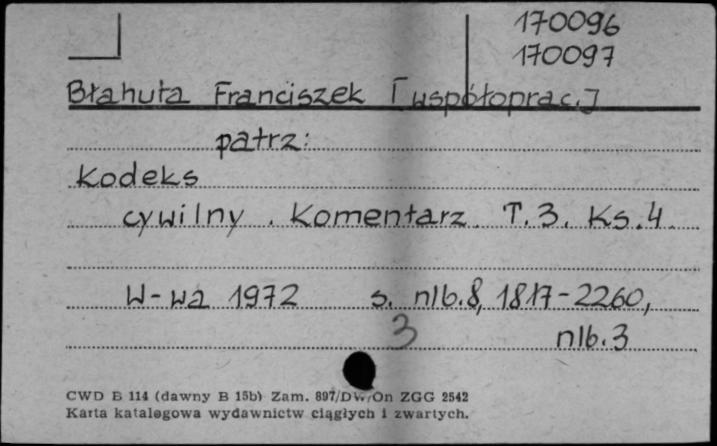 170096
170097
Błahuta Franciszek [współoprac.]
patrz:
Kodeks
cywilny. Komentarz. T.3. Ks.4.
W-wa 1972 s. nlb.8, 1817-2260,
3 nlb.3
CWD B 114 (dawny B 15b) Zam. 897/DW/On ZGG 2542
Karta katalogowa wydawnictw ciągłych i zwartych.